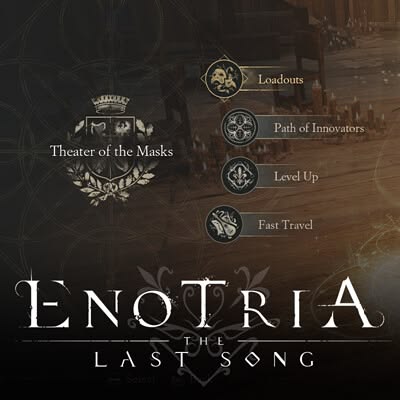 Loadouts
Path of Innovators
Theater of the Masks
Level Up
Fast Travel
ENOTRIA
THE
LAST SONG